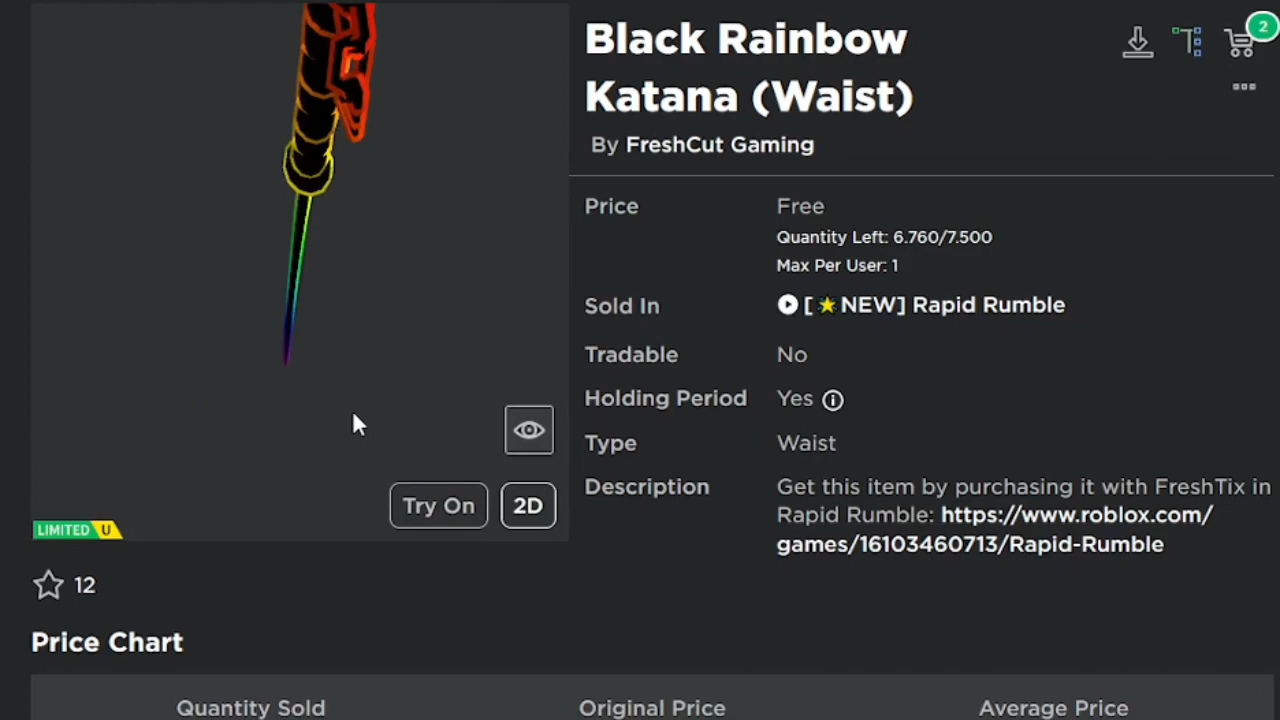 Black Rainbow
Katana (Waist)
2
By FreshCut Gaming
Price Free
Quantity Left: 6.760/7.500
Max Per User: 1
Sold In [⭐NEW] Rapid Rumble
Tradable No
Holding Period Yes
Type Waist
Description Get this item by purchasing it with FreshTix in
Rapid Rumble: https://www.roblox.com/
games/16103460713/Rapid-Rumble
Try On 2D
LIMITED U
12
Price Chart
Quantity Sold Original Price Average Price